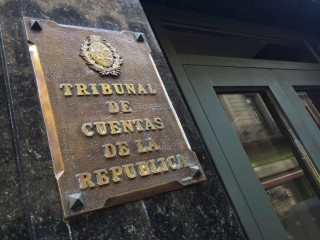 TRIBUNAL
DE
CUENTAS
DE LA
REPUBLICA